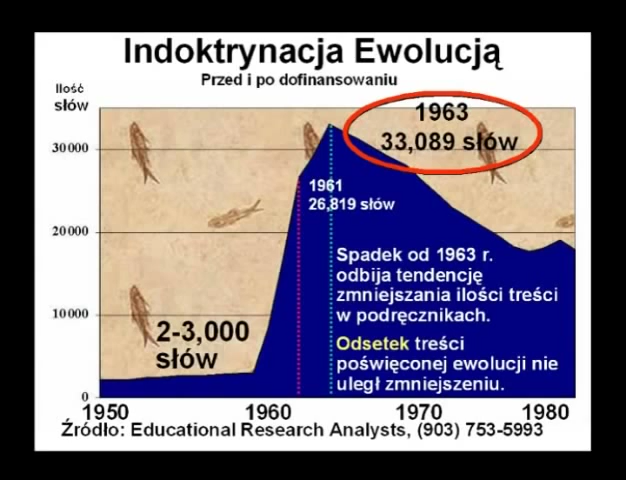 Indoktrynacja Ewolucją
Przed i po dofinansowaniu
Ilość
słów
1963
33,089 słów
30000
1961
26,819 słów
20000
Spadek od 1963 r.
odbija tendencję
zmniejszania ilości treści
w podręcznikach.
10000
2-3,000
słów
Odsetek treści
poświęconej ewolucji nie
uległ zmniejszeniu.
0
1950 1960 1970 1980
Źródło: Educational Research Analysts, (903) 753-5993